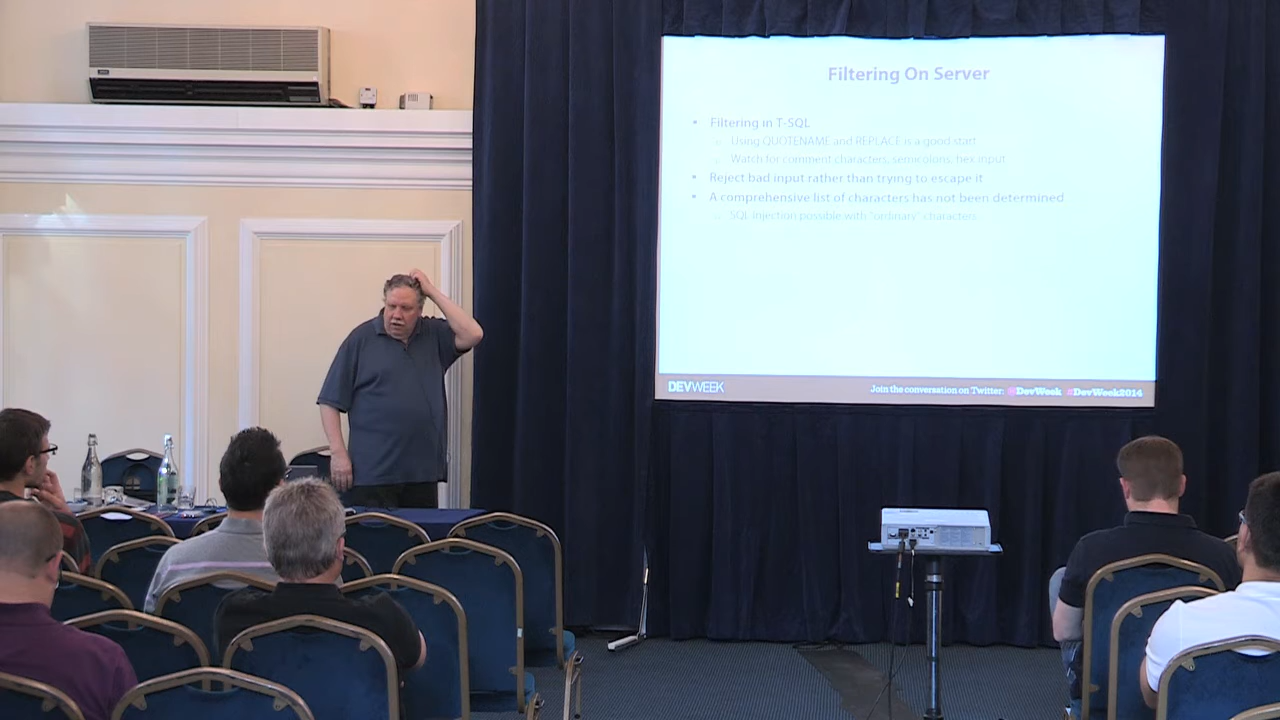 Filtering On Server
Filtering in T-SQL
Using QUOTENAME and REPLACE is a good start
Watch for comment characters, semicolons, hex input
Reject bad input rather than trying to escape it
A comprehensive list of characters has not been determined
SQL injection possible with "ordinary" characters
DEVWEEK
Join the conversation on Twitter: @DevWeek #DevWeek2014